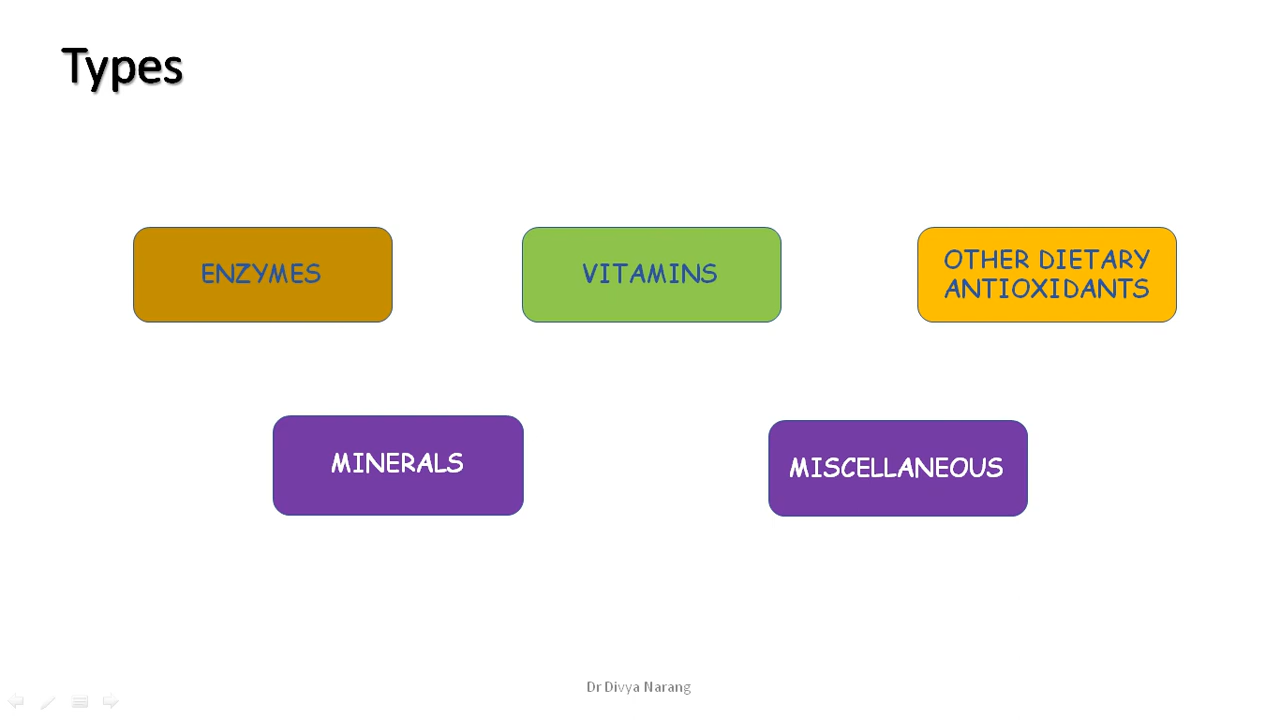 Types
ENZYMES
VITAMINS
OTHER DIETARY
ANTIOXIDANTS
MINERALS
MISCELLANEOUS
Dr Divya Narang